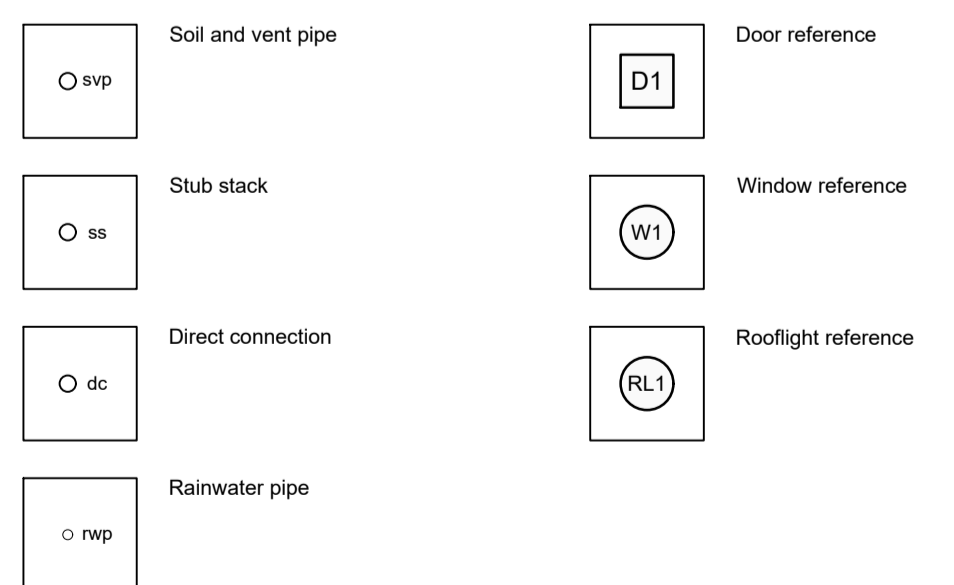 Soil and vent pipe
svp
Stub stack
ss
Direct connection
dc
Rainwater pipe
rwp
Door reference
D1
Window reference
W1
Rooflight reference
RL1